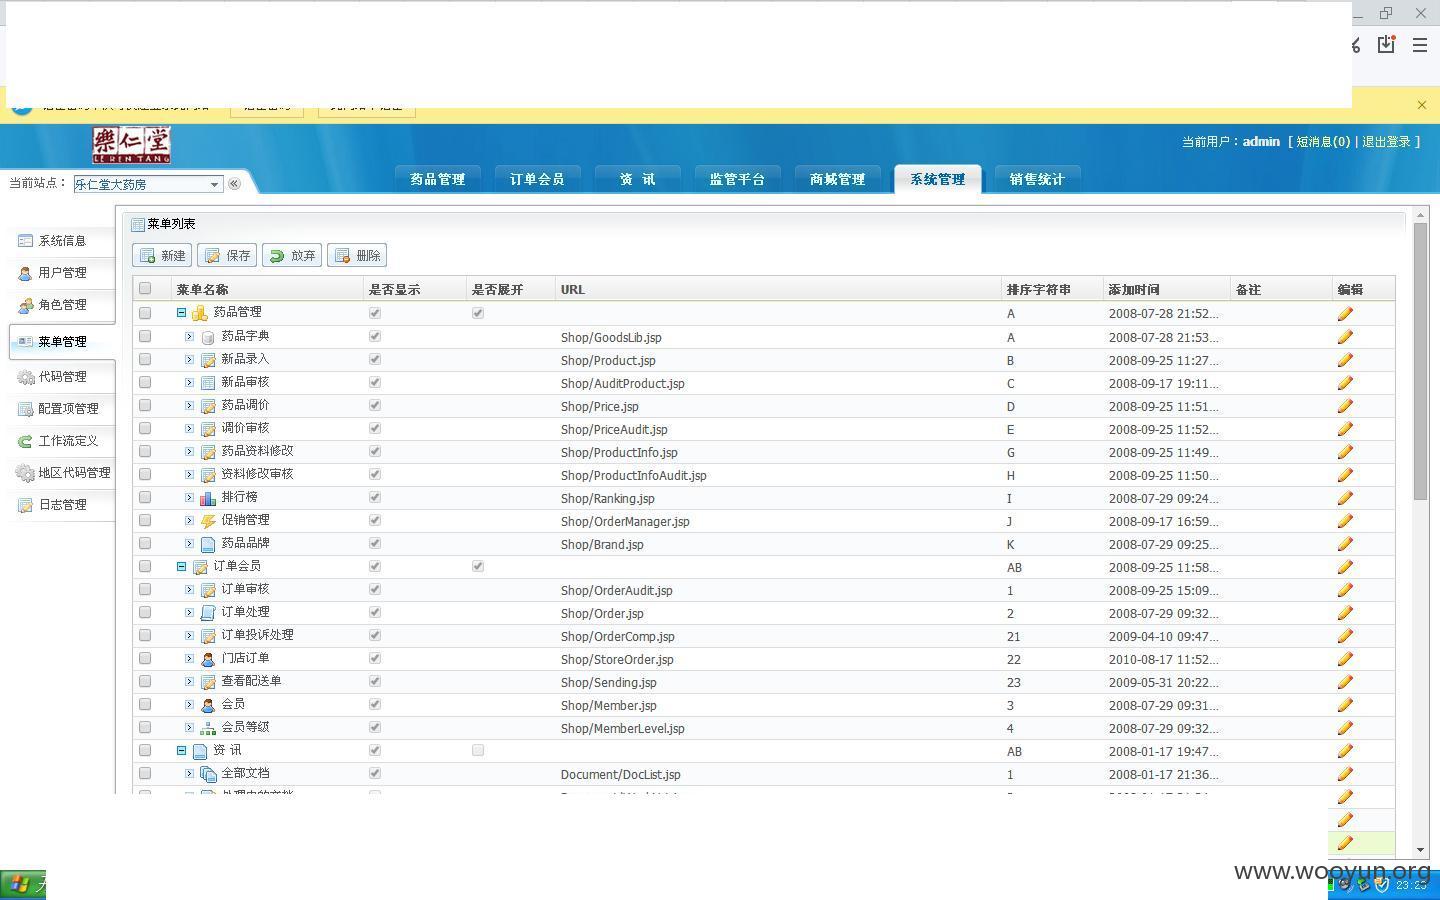 樂仁堂
LE REN TANG
当前用户：admin [ 短消息(0) | 退出登录 ]
当前站点： 乐仁堂大药房
药品管理 订单会员 资 讯 监管平台 商城管理 系统管理 销售统计
系统信息
用户管理
角色管理
菜单管理
代码管理
配置项管理
工作流定义
地区代码管理
日志管理
菜单列表
新建 保存 放弃 删除
菜单名称 是否显示 是否展开 URL 排序字符串 添加时间 备注 编辑
药品管理 A 2008-07-28 21:52...
药品字典 Shop/GoodsLib.jsp A 2008-07-28 21:53...
新品录入 Shop/Product.jsp B 2008-09-25 11:27...
新品审核 Shop/AuditProduct.jsp C 2008-09-17 19:11...
药品调价 Shop/Price.jsp D 2008-09-25 11:51...
调价审核 Shop/PriceAudit.jsp E 2008-09-25 11:52...
药品资料修改 Shop/ProductInfo.jsp G 2008-09-25 11:49...
资料修改审核 Shop/ProductInfoAudit.jsp H 2008-09-25 11:50...
排行榜 Shop/Ranking.jsp I 2008-07-29 09:24...
促销管理 Shop/OrderManager.jsp J 2008-09-17 16:59...
药品品牌 Shop/Brand.jsp K 2008-07-29 09:25...
订单会员 AB 2008-09-25 11:58...
订单审核 Shop/OrderAudit.jsp 1 2008-09-25 15:09...
订单处理 Shop/Order.jsp 2 2008-07-29 09:32...
订单投诉处理 Shop/OrderComp.jsp 21 2009-04-10 09:47...
门店订单 Shop/StoreOrder.jsp 22 2010-08-17 11:52...
查看配送单 Shop/Sending.jsp 23 2009-05-31 20:22...
会员 Shop/Member.jsp 3 2008-07-29 09:31...
会员等级 Shop/MemberLevel.jsp 4 2008-07-29 09:32...
资 讯 AB 2008-01-17 19:47...
全部文档 Document/DocList.jsp 1 2008-01-17 21:36...
www.wooyun.org